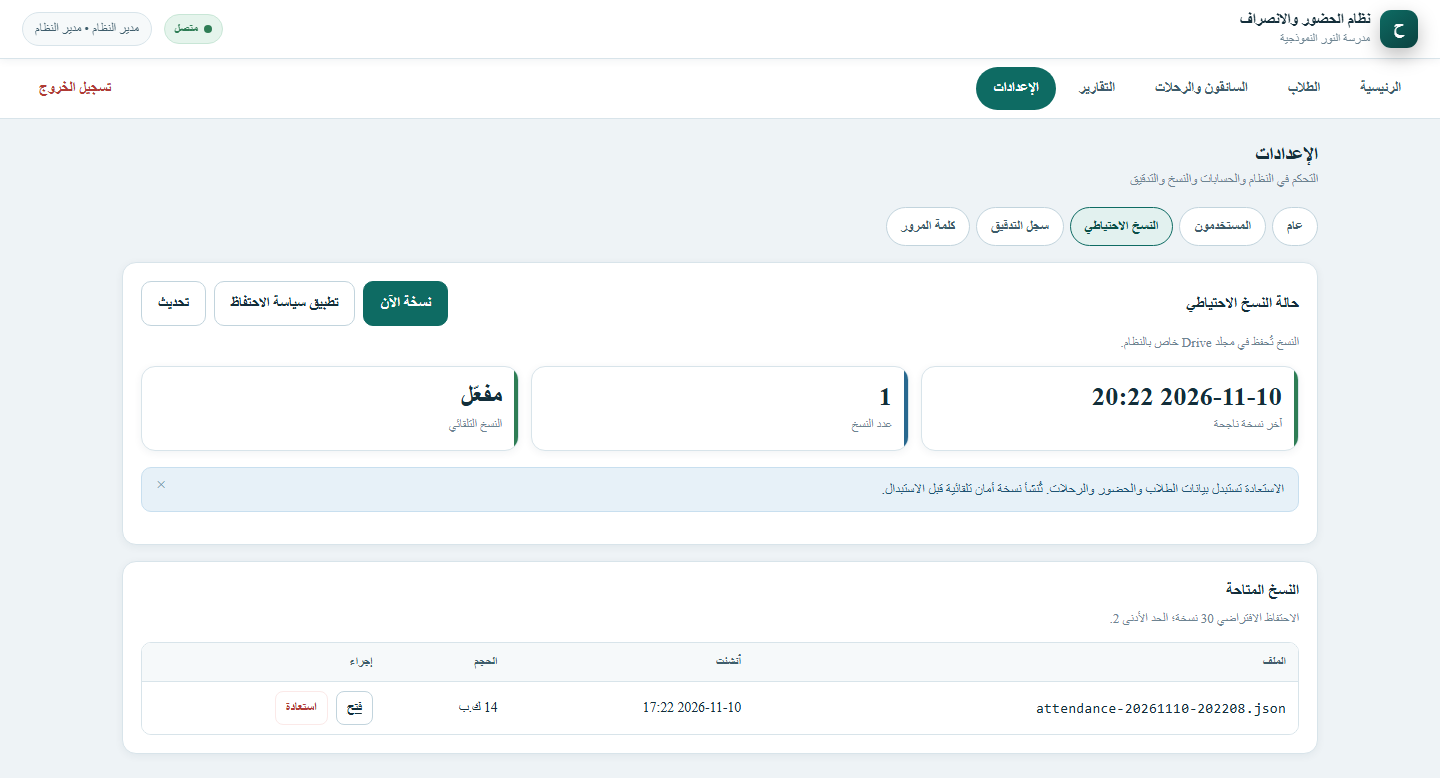 ح
نظام الحضور والانصراف
مدرسة النور النموذجية
متصل
مدير النظام • مدير النظام
الرئيسية
الطلاب
السائقون والرحلات
التقارير
الإعدادات
تسجيل الخروج
الإعدادات
التحكم في النظام والحسابات والنسخ والتدقيق
عام
المستخدمون
النسخ الاحتياطي
سجل التدقيق
كلمة المرور
حالة النسخ الاحتياطي
نسخة الآن
تطبيق سياسة الاحتفاظ
تحديث
النسخ تُحفظ في مجلد Drive خاص بالنظام.
2026-11-10 20:22
آخر نسخة ناجحة
1
عدد النسخ
مفعّل
النسخ التلقائي
الاستعادة تستبدل بيانات الطلاب والحضور والرحلات. تُنشأ نسخة أمان تلقائية قبل الاستبدال.
×
النسخ المتاحة
الاحتفاظ الافتراضي 30 نسخة؛ الحد الأدنى 2.
الملف أُنشئت الحجم إجراء
attendance-20261110-202208.json 2026-11-10 17:22 14 ك.ب فتح استعادة